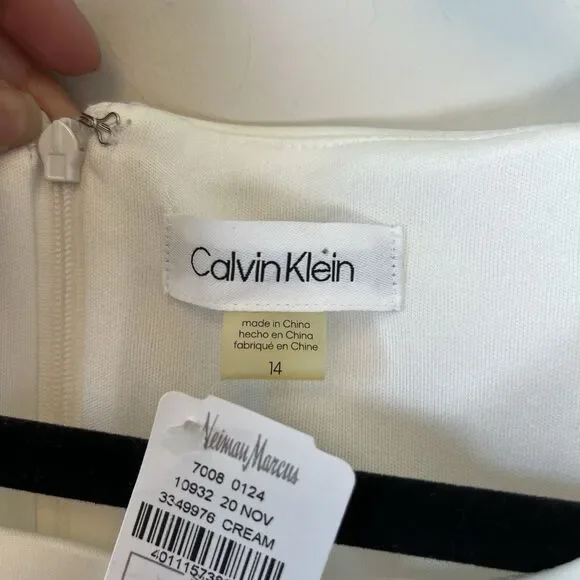 Calvin Klein
made in China
hecho en China
fabriqué en Chine
14
Neiman Marcus
7008 0124
10932 20 NOV
3349976 CREAM